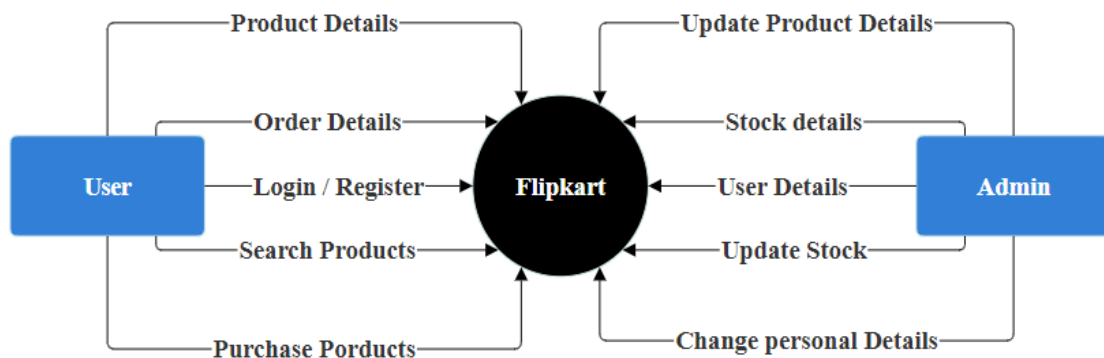 Product Details
Update Product Details
Order Details
Stock details
User
Login / Register
Flipkart
User Details
Admin
Search Products
Update Stock
Purchase Porducts
Change personal Details